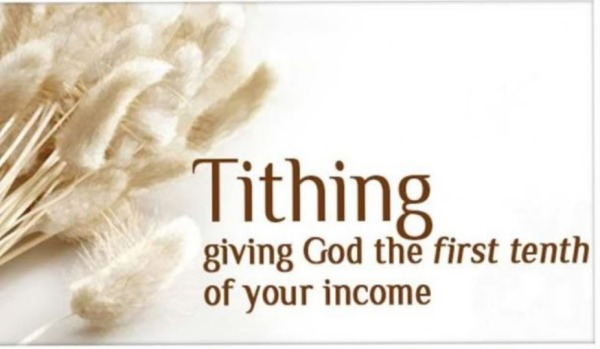 Tithing
giving God the first tenth
of your income